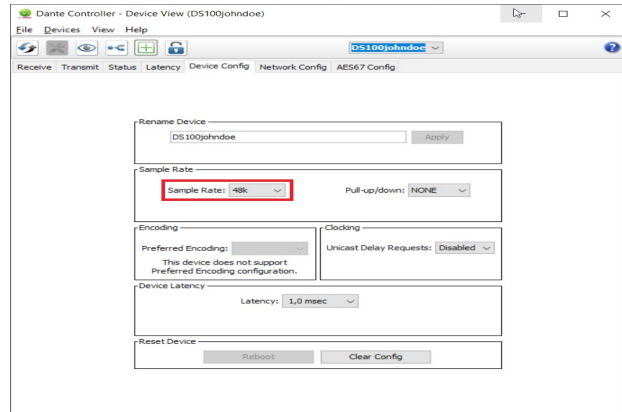 Dante Controller - Device View (DS100johndoe)
File Devices View Help
DS100johndoe
Receive Transmit Status Latency Device Config Network Config AES67 Config
Rename Device
DS100johndoe Apply
Sample Rate
Sample Rate: 48k Pull-up/down: NONE
Encoding
Preferred Encoding:
This device does not support
Preferred Encoding configuration.
Clocking
Unicast Delay Requests: Disabled
Device Latency
Latency: 1,0 msec
Reset Device
Reboot Clear Config